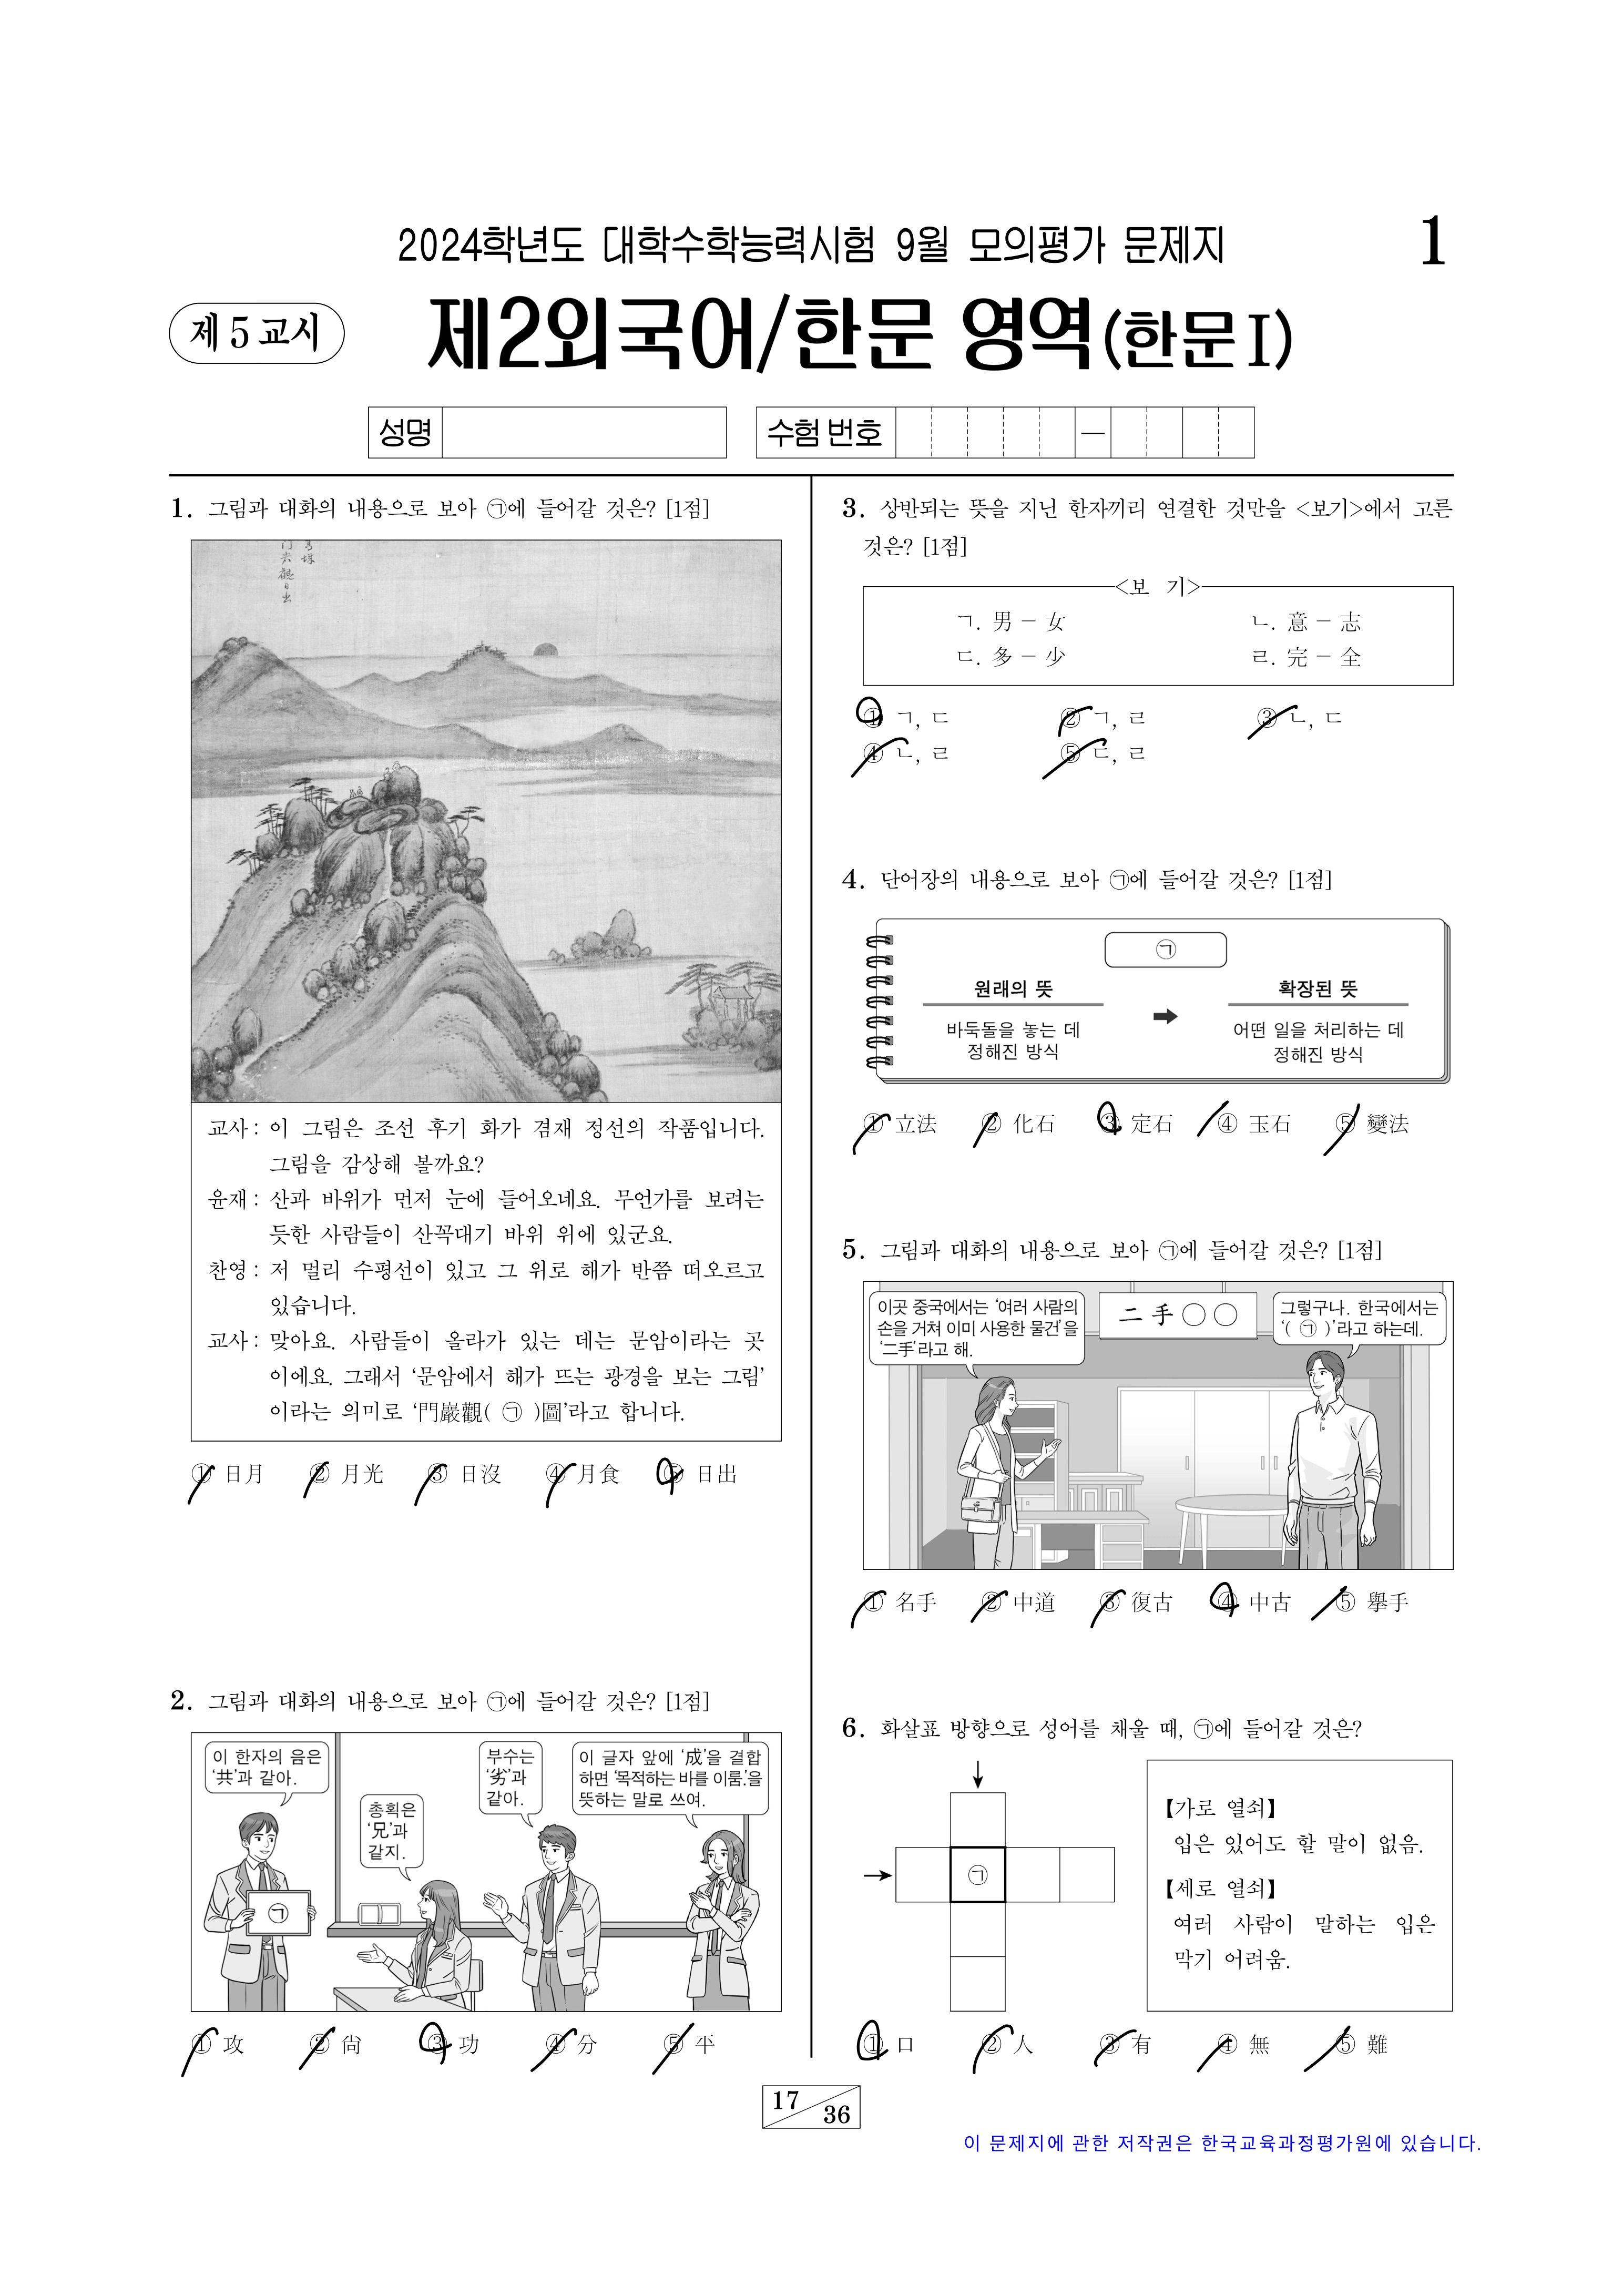 2024학년도 대학수학능력시험 9월 모의평가 문제지
1
제 5 교시
제2외국어/한문 영역(한문Ⅰ)
성명
수험 번호
―
1. 그림과 대화의 내용으로 보아 ㉠에 들어갈 것은? [1점]
교사 : 이 그림은 조선 후기 화가 겸재 정선의 작품입니다.
그림을 감상해 볼까요?
윤재 : 산과 바위가 먼저 눈에 들어오네요. 무언가를 보려는
듯한 사람들이 산꼭대기 바위 위에 있군요.
찬영 : 저 멀리 수평선이 있고 그 위로 해가 반쯤 떠오르고
있습니다.
교사 : 맞아요. 사람들이 올라가 있는 데는 문암이라는 곳
이에요. 그래서 ‘문암에서 해가 뜨는 광경을 보는 그림’
이라는 의미로 ‘門巖觀( ㉠ )圖’라고 합니다.
① 日月 ② 月光 ③ 日沒 ④ 月食 ⑤ 日出
2. 그림과 대화의 내용으로 보아 ㉠에 들어갈 것은? [1점]
이 한자의 음은
‘共’과 같아.
㉠
총획은
‘兄’과
같지.
부수는
‘劣’과
같아.
이 글자 앞에 ‘成’을 결합
하면 ‘목적하는 바를 이룸.’을
뜻하는 말로 쓰여.
① 攻 ② 尙 ③ 功 ④ 分 ⑤ 平
3. 상반되는 뜻을 지닌 한자끼리 연결한 것만을 <보기>에서 고른
것은? [1점]
<보 기>
ㄱ. 男 - 女 ㄴ. 意 - 志
ㄷ. 多 - 少 ㄹ. 完 - 全
① ㄱ, ㄷ ② ㄱ, ㄹ ③ ㄴ, ㄷ
④ ㄴ, ㄹ ⑤ ㄷ, ㄹ
4. 단어장의 내용으로 보아 ㉠에 들어갈 것은? [1점]
㉠
원래의 뜻
바둑돌을 놓는 데
정해진 방식
➡
확장된 뜻
어떤 일을 처리하는 데
정해진 방식
① 立法 ② 化石 ③ 定石 ④ 玉石 ⑤ 變法
5. 그림과 대화의 내용으로 보아 ㉠에 들어갈 것은? [1점]
이곳 중국에서는 ‘여러 사람의
손을 거쳐 이미 사용한 물건’을
‘二手’라고 해.
二手○○
그렇구나. 한국에서는
‘( ㉠ )’라고 하는데.
① 名手 ② 中道 ③ 復古 ④ 中古 ⑤ 擧手
6. 화살표 방향으로 성어를 채울 때, ㉠에 들어갈 것은?
㉠
【가로 열쇠】
입은 있어도 할 말이 없음.
【세로 열쇠】
여러 사람이 말하는 입은
막기 어려움.
① 口 ② 人 ③ 有 ④ 無 ⑤ 難
17
36
이 문제지에 관한 저작권은 한국교육과정평가원에 있습니다.